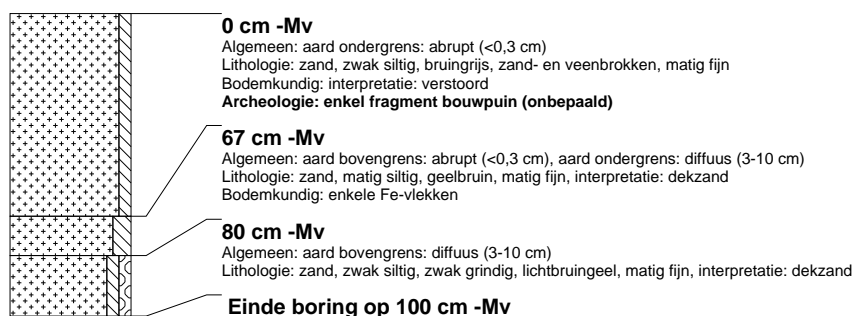 0 cm -Mv
Algemeen: aard ondergrens: abrupt (<0,3 cm)
Lithologie: zand, zwak siltig, bruingrijs, zand- en veenbrokken, matig fijn
Bodemkundig: interpretatie: verstoord
Archeologie: enkel fragment bouwpuin (onbepaald)
67 cm -Mv
Algemeen: aard bovengrens: abrupt (<0,3 cm), aard ondergrens: diffuus (3-10 cm)
Lithologie: zand, matig siltig, geelbruin, matig fijn, interpretatie: dekzand
Bodemkundig: enkele Fe-vlekken
80 cm -Mv
Algemeen: aard bovengrens: diffuus (3-10 cm)
Lithologie: zand, zwak siltig, zwak grindig, lichtbruingeel, matig fijn, interpretatie: dekzand
Einde boring op 100 cm -Mv